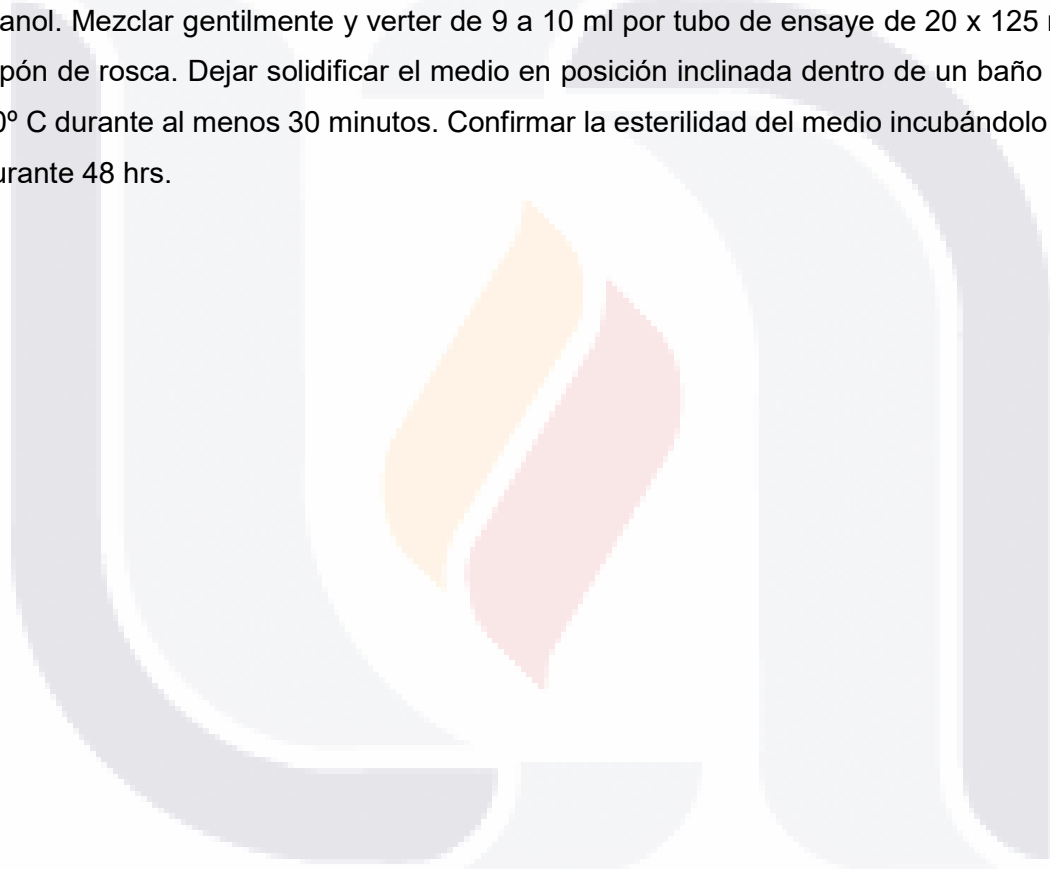 anol. Mezclar gentilmente y verter de 9 a 10 ml por tubo de ensaye de 20 x 125
pón de rosca. Dejar solidificar el medio en posición inclinada dentro de un baño
0º C durante al menos 30 minutos. Confirmar la esterilidad del medio incubándolo
urante 48 hrs.